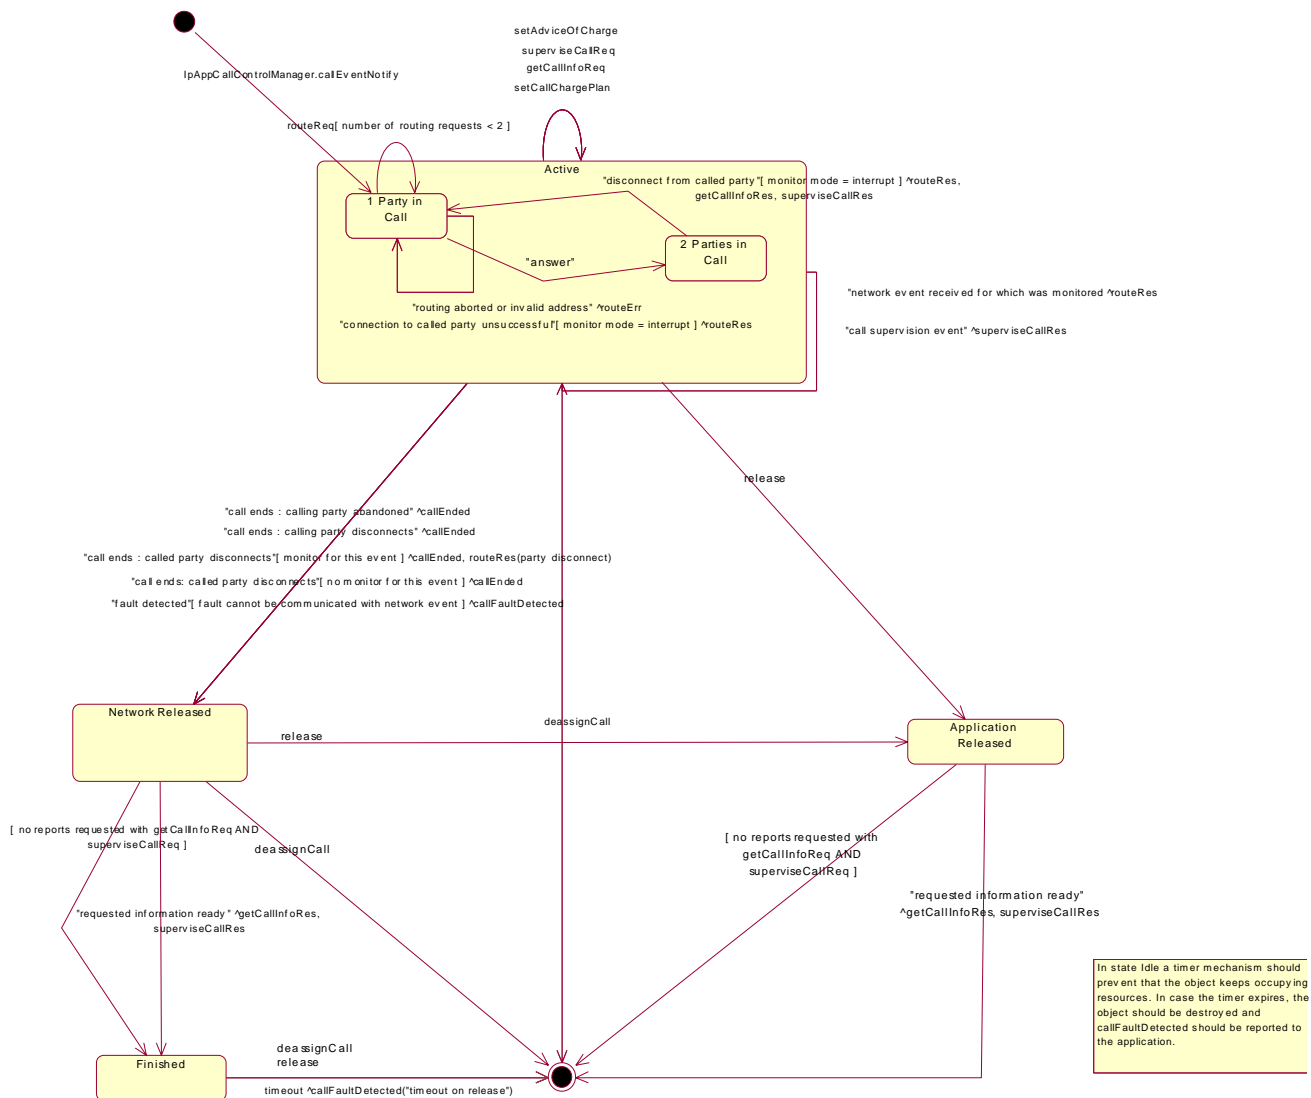 setAdviceOfCharge
superviseCallReq
getCallInfoReq
setCallChargePlan
IpAppCallControlManager.callEventNotify
routeReq[ number of routing requests < 2 ]
Active
"disconnect from called party"[ monitor mode = interrupt ] ^routeRes,
getCallInfoRes, superviseCallRes
1 Party in
Call
2 Parties in
Call
"answer"
"network event received for which was monitored ^routeRes
"routing aborted or invalid address" ^routeErr
"connection to called party unsuccessful"[ monitor mode = interrupt ] ^routeRes
"call supervision event" ^superviseCallRes
release
"call ends : calling party abandoned" ^callEnded
"call ends : calling party disconnects" ^callEnded
"call ends : called party disconnects"[ monitor for this event ] ^callEnded, routeRes(party disconnect)
"call ends: called party disconnects"[ no monitor for this event ] ^callEnded
"fault detected"[ fault cannot be communicated with network event ] ^callFaultDetected
Network Released
deassignCall
release
Application
Released
[ no reports requested with getCallInfoReq AND
superviseCallReq ]
deassignCall
[ no reports requested with
getCallInfoReq AND
superviseCallReq ]
"requested information ready" ^getCallInfoRes,
superviseCallRes
"requested information ready"
^getCallInfoRes, superviseCallRes
In state Idle a timer mechanism should
prevent that the object keeps occupying
resources. In case the timer expires, the
object should be destroyed and
callFaultDetected should be reported to
the application.
Finished
deassignCall
release
timeout ^callFaultDetected("timeout on release")